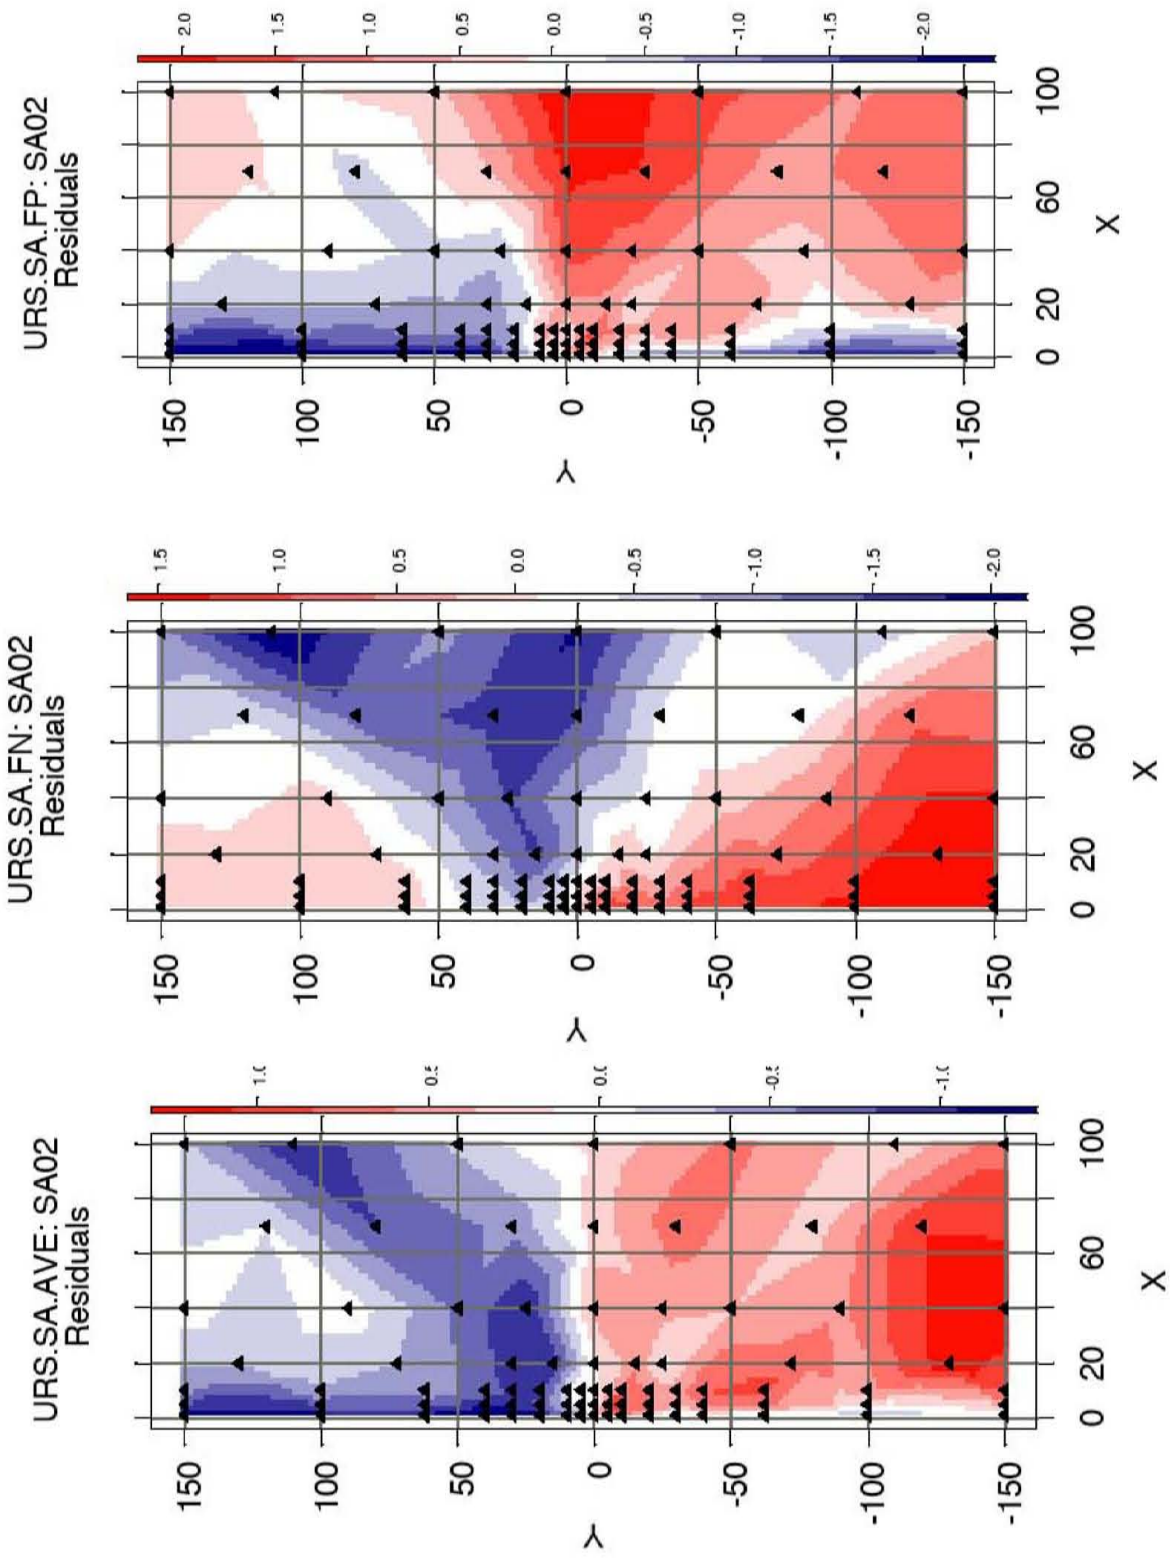 URS.SA.FP: SA02
Residuals
2.0 1.5 1.0 0.5 0.0 -0.5 -1.0 -1.5 -2.0
100
60
20
0
X
150 100 50 0 -50 -100 -150
Y
URS.SA.FN: SA02
Residuals
1.5 1.0 0.5 0.0 -0.5 -1.0 -1.5 -2.0
100
60
20
0
X
150 100 50 0 -50 -100 -150
Y
URS.SA.AVE: SA02
Residuals
1.0 0.5 0.0 -0.5 -1.0
100
60
20
0
X
150 100 50 0 -50 -100 -150
Y